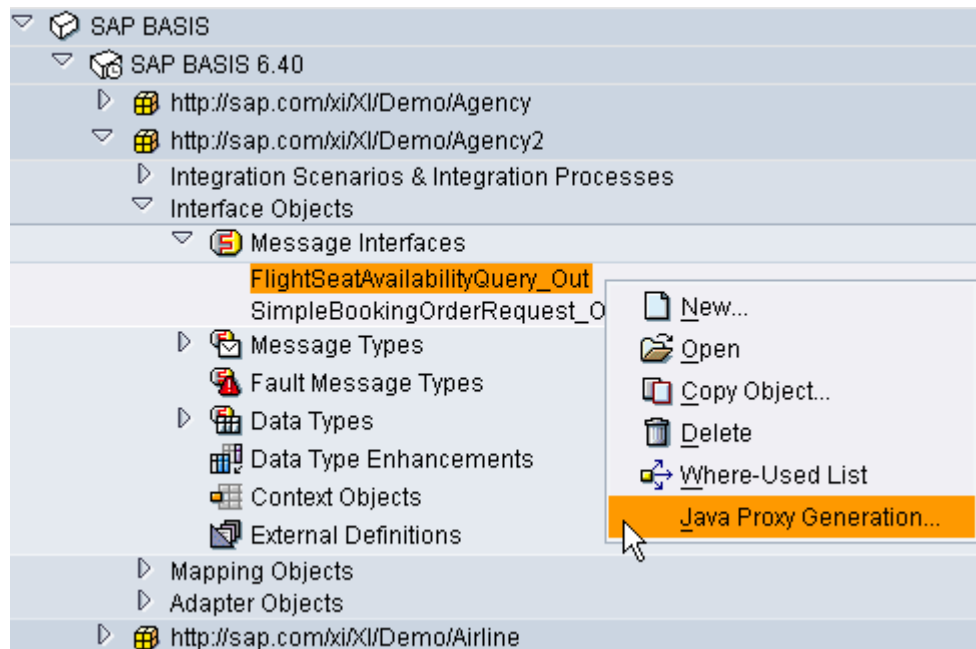 SAP BASIS
SAP BASIS 6.40
http://sap.com/xi/XI/Demo/Agency
http://sap.com/xi/XI/Demo/Agency2
Integration Scenarios & Integration Processes
Interface Objects
Message Interfaces
FlightSeatAvailabilityQuery_Out
SimpleBookingOrderRequest_O
Message Types
Fault Message Types
Data Types
Data Type Enhancements
Context Objects
External Definitions
Mapping Objects
Adapter Objects
http://sap.com/xi/XI/Demo/Airline
New...
Open
Copy Object...
Delete
Where-Used List
Java Proxy Generation...